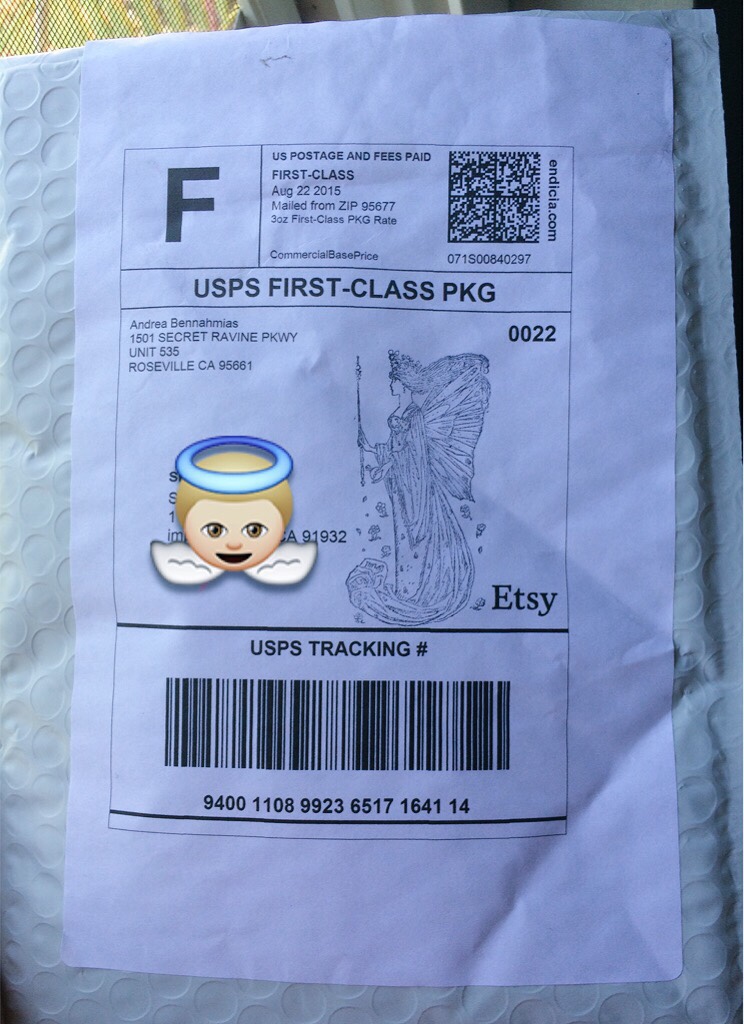 F
US POSTAGE AND FEES PAID
FIRST-CLASS
Aug 22 2015
Mailed from ZIP 95677
3oz First-Class PKG Rate
CommercialBasePrice
endicia.com
071S00840297
USPS FIRST-CLASS PKG
Andrea Bennahmias
1501 SECRET RAVINE PKWY
UNIT 535
ROSEVILLE CA 95661
0022
CA 91932
Etsy
USPS TRACKING #
9400 1108 9923 6517 1641 14